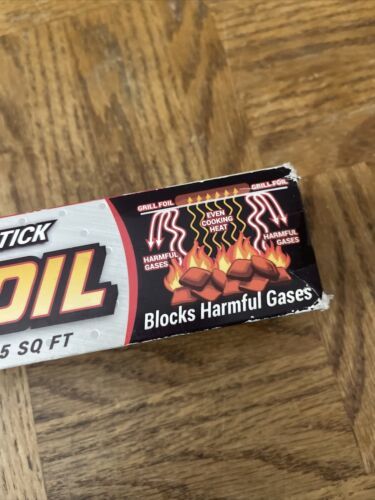 TICK
OIL
5 SQ FT
GRILL FOIL
GRILL FOIL
EVEN
COOKING
HEAT
HARMFUL
GASES
HARMFUL
GASES
Blocks Harmful Gases